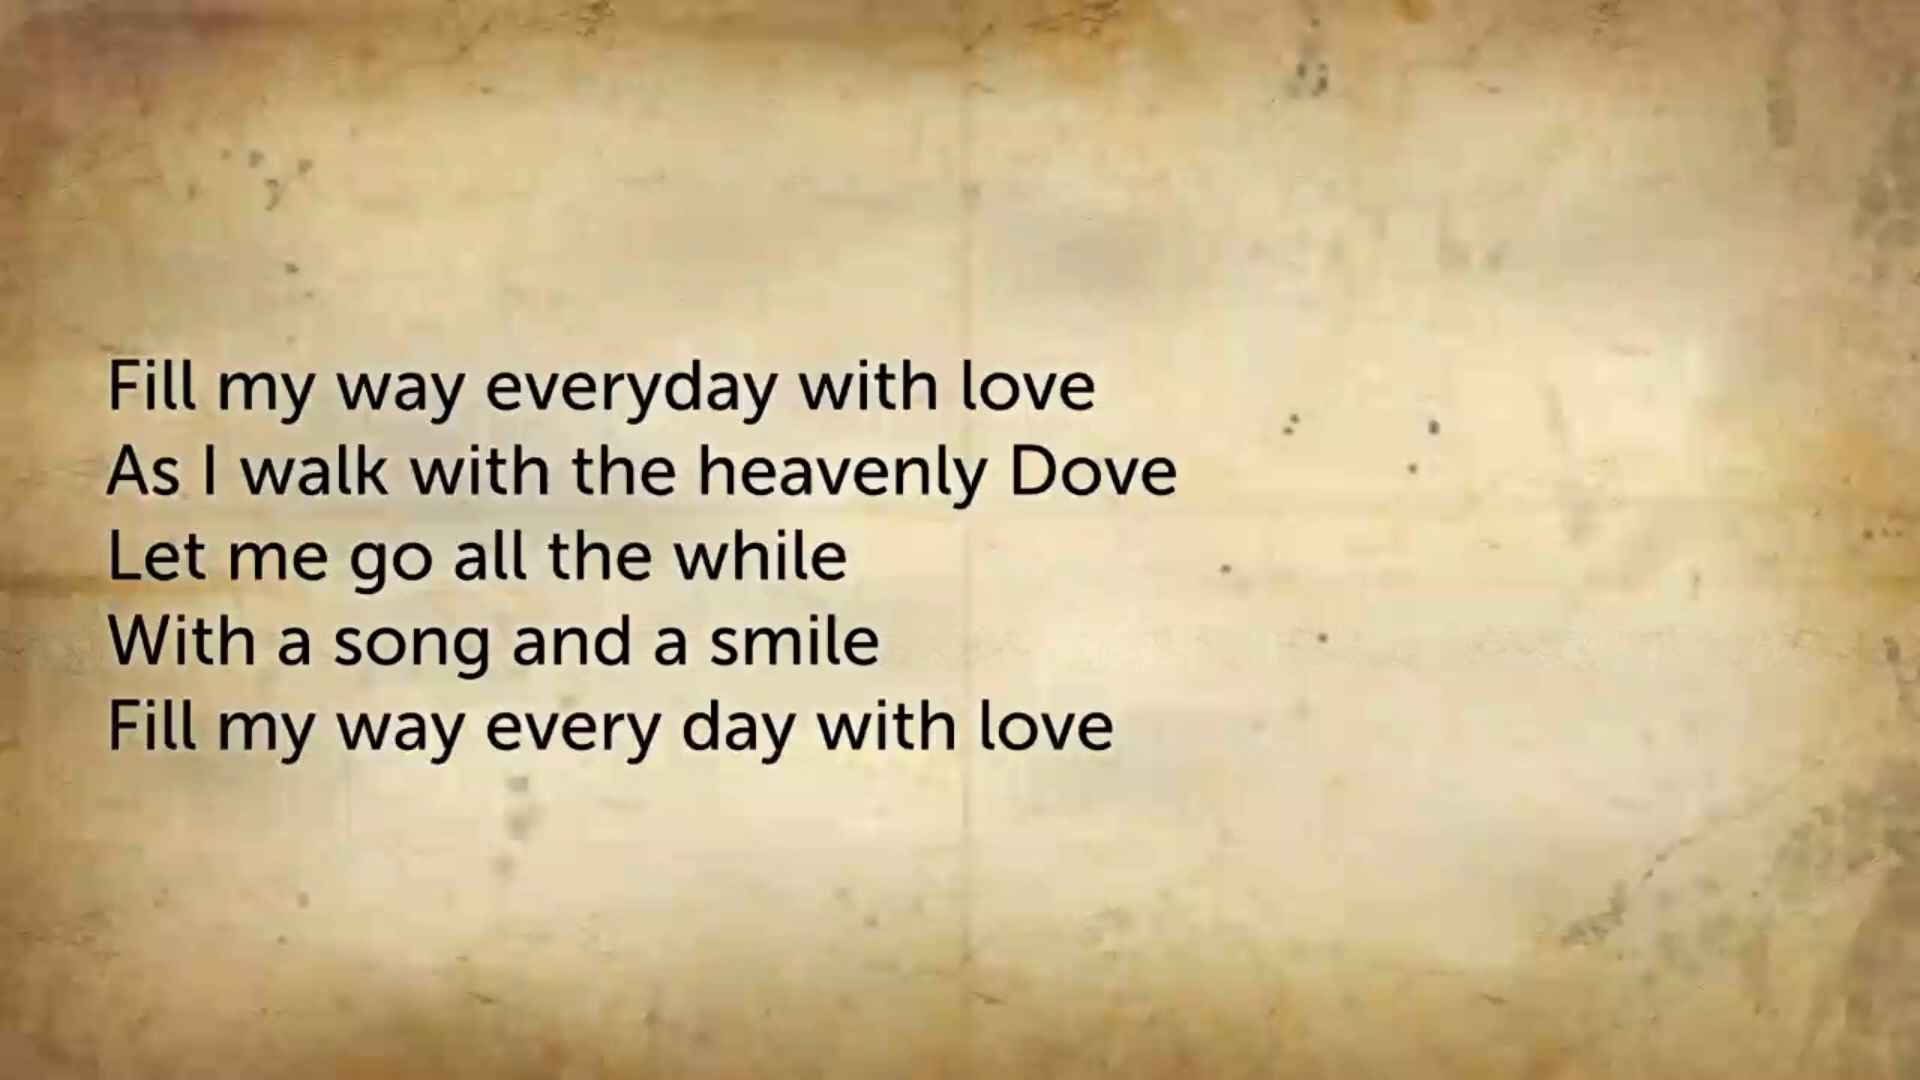 Fill my way everyday with love
As I walk with the heavenly Dove
Let me go all the while
With a song and a smile
Fill my way every day with love